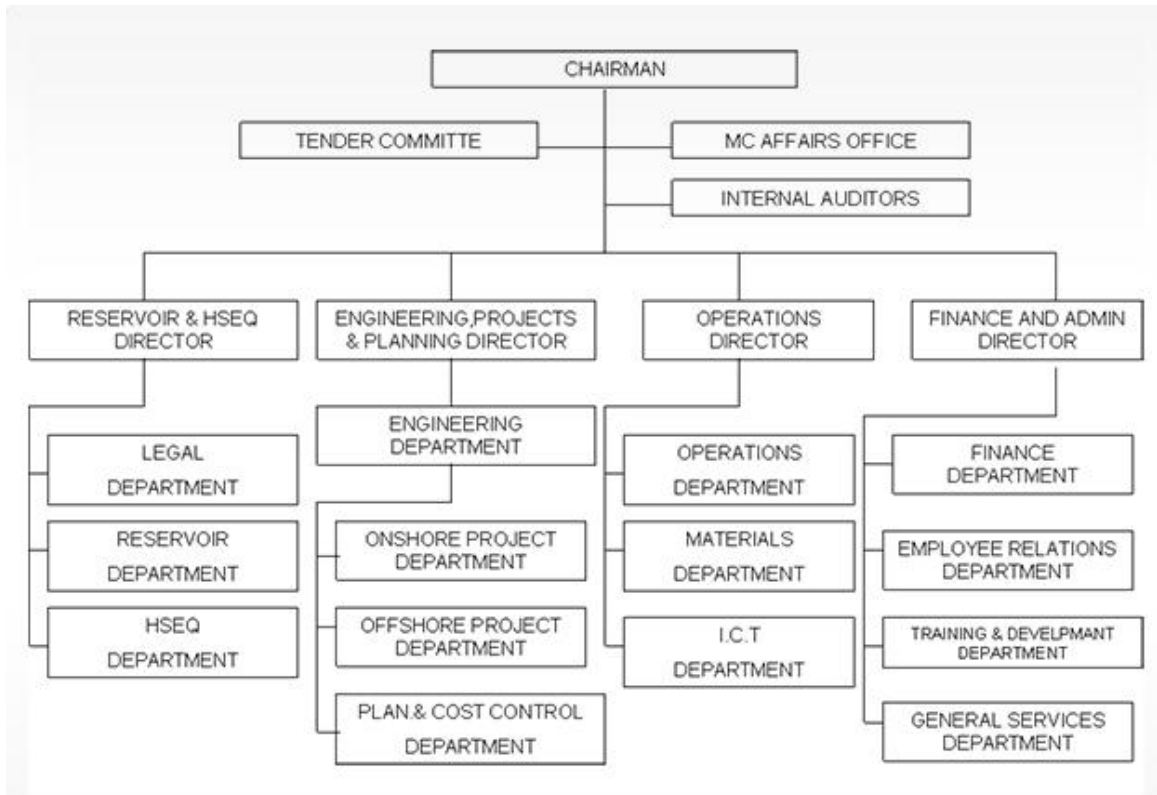 CHAIRMAN
TENDER COMMITTE
MC AFFAIRS OFFICE
INTERNAL AUDITORS
RESERVOIR & HSEQ
DIRECTOR
ENGINEERING,PROJECTS
& PLANNING DIRECTOR
OPERATIONS
DIRECTOR
FINANCE AND ADMIN
DIRECTOR
LEGAL
DEPARTMENT
RESERVOIR
DEPARTMENT
HSEQ
DEPARTMENT
ENGINEERING
DEPARTMENT
ONSHORE PROJECT
DEPARTMENT
OFFSHORE PROJECT
DEPARTMENT
PLAN.& COST CONTROL
DEPARTMENT
OPERATIONS
DEPARTMENT
MATERIALS
DEPARTMENT
I.C.T
DEPARTMENT
FINANCE
DEPARTMENT
EMPLOYEE RELATIONS
DEPARTMENT
TRAINING & DEVELPMANT
DEPARTMENT
GENERAL SERVICES
DEPARTMENT